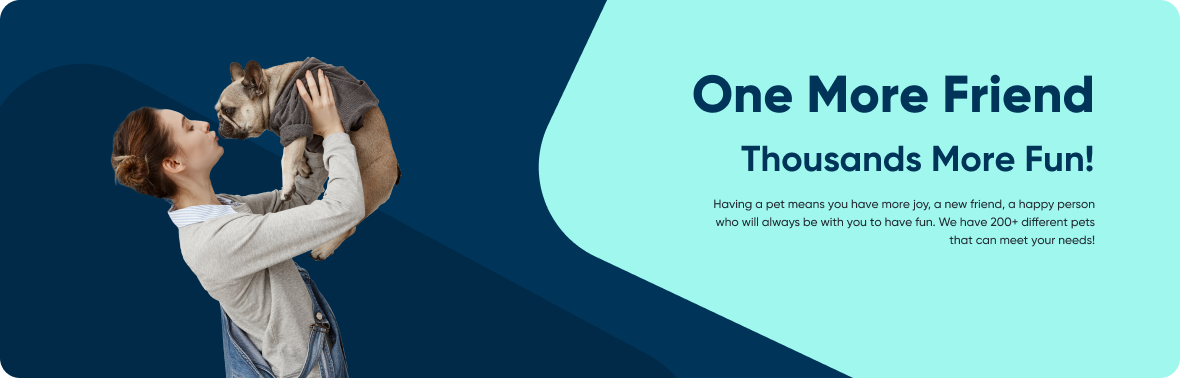 One More Friend
Thousands More Fun!
Having a pet means you have more joy, a new friend, a happy person
who will always be with you to have fun. We have 200+ different pets
that can meet your needs!